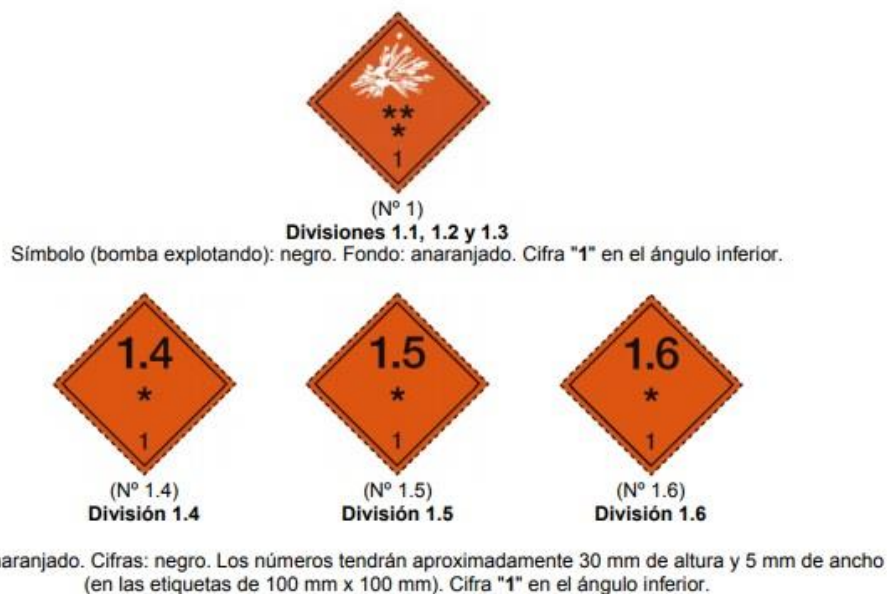 **
*
1
(Nº 1)
Divisiones 1.1, 1.2 y 1.3
Símbolo (bomba explotando): negro. Fondo: anaranjado. Cifra "1" en el ángulo inferior.
1.4
*
1
1.5
*
1
1.6
*
1
(Nº 1.4)
División 1.4
(Nº 1.5)
División 1.5
(Nº 1.6)
División 1.6
aranjado. Cifras: negro. Los números tendrán aproximadamente 30 mm de altura y 5 mm de ancho
(en las etiquetas de 100 mm x 100 mm). Cifra "1" en el ángulo inferior.